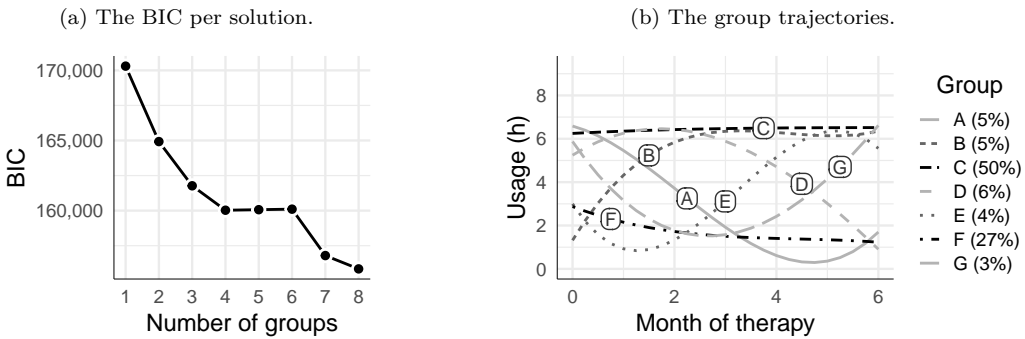 (a) The BIC per solution.
170,000
165,000
160,000
BIC
1 2 3 4 5 6 7 8
Number of groups
(b) The group trajectories.
8
6
4
2
0
Usage (h)
A
B
C
D
E
F
G
0 2 4 6
Month of therapy
Group
A (5%)
B (5%)
C (50%)
D (6%)
E (4%)
F (27%)
G (3%)